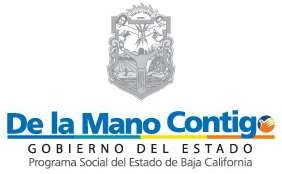 De la Mano Contigo
GOBIERNO DEL ESTADO
Programa Social del Estado de Baja California